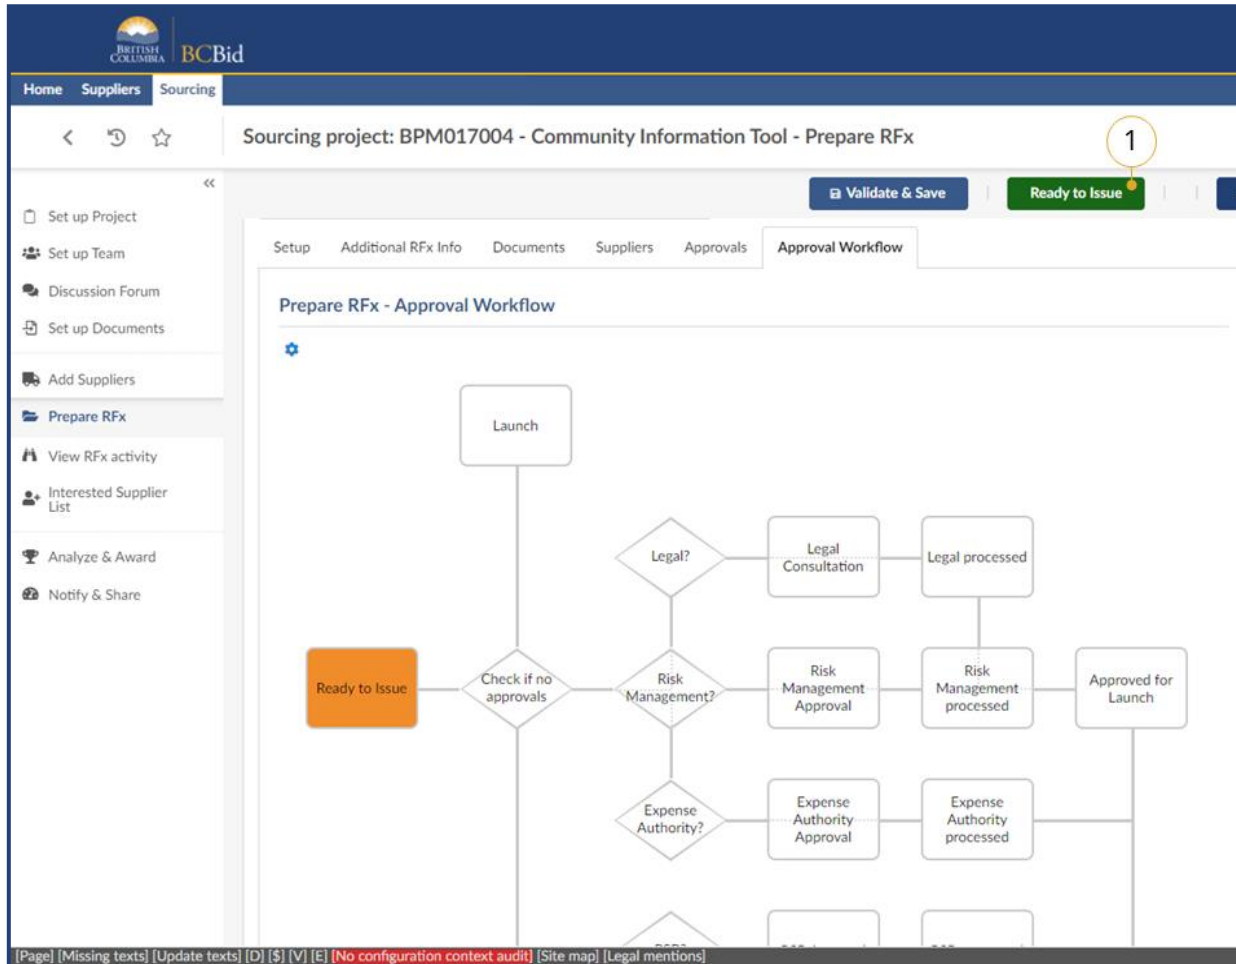 BRITISH
COLUMBIA
BCBid
Home Suppliers Sourcing
Sourcing project: BPM017004 - Community Information Tool - Prepare RFx
1
Validate & Save
Ready to Issue
Set up Project
Set up Team
Discussion Forum
Set up Documents
Add Suppliers
Prepare RFx
View RFx activity
Interested Supplier
List
Analyze & Award
Notify & Share
Setup Additional RFx Info Documents Suppliers Approvals Approval Workflow
Prepare RFx - Approval Workflow
Launch
Legal?
Legal
Consultation
Legal processed
Ready to Issue
Check if no
approvals
Risk
Management?
Risk
Management
Approval
Risk
Management
processed
Approved for
Launch
Expense
Authority?
Expense
Authority
Approval
Expense
Authority
processed
[Page] [Missing texts] [Update texts] [D] [$] [V] [E] [No configuration context audit] [Site map] [Legal mentions]